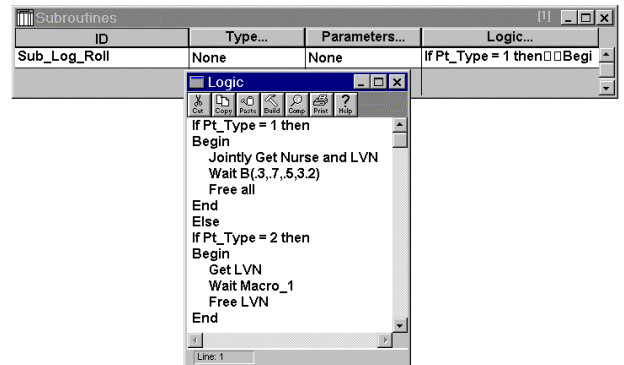 Subroutines [1]
ID Type... Parameters... Logic...
Sub_Log_Roll None None If Pt_Type = 1 then□□Begi
Logic
Cut Copy Paste Build Comp Print Help
If Pt_Type = 1 then
Begin
Jointly Get Nurse and LVN
Wait B(.3,.7,.5,3.2)
Free all
End
Else
If Pt_Type = 2 then
Begin
Get LVN
Wait Macro_1
Free LVN
End
Line: 1